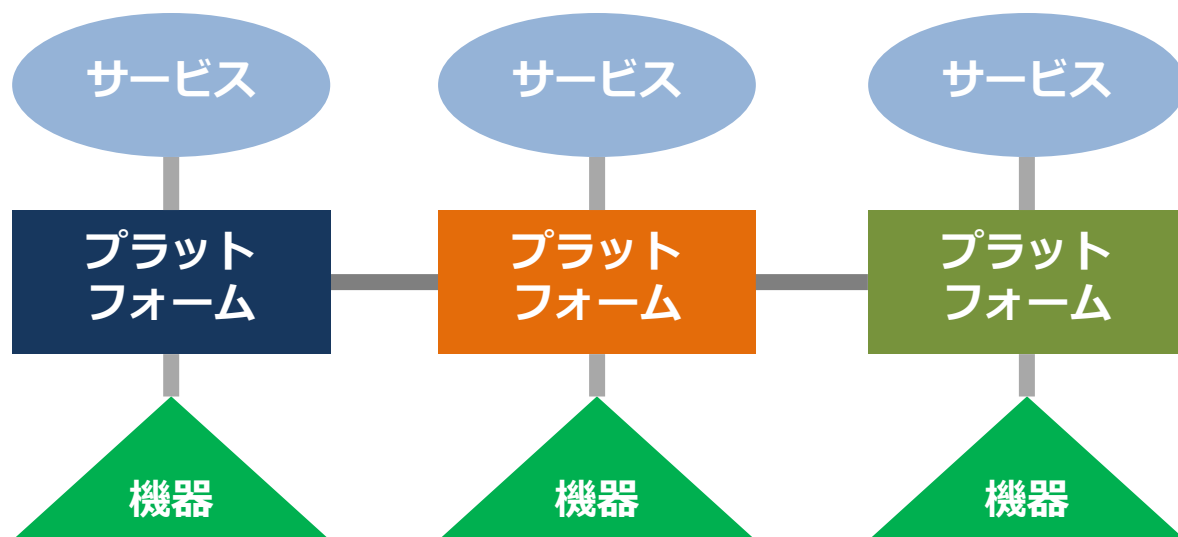 サービス
サービス
サービス
プラット
フォーム
プラット
フォーム
プラット
フォーム
機器
機器
機器